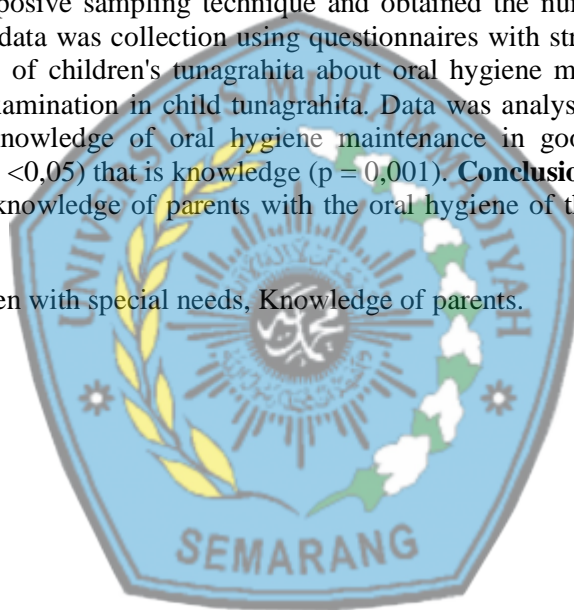 posive sampling technique and obtained the nu
data was collection using questionnaires with str
of children's tunagrahita about oral hygiene m
amination in child tunagrahita. Data was analys
nowledge of oral hygiene maintenance in goo
<0,05) that is knowledge (p = 0,001). Conclusio
knowledge of parents with the oral hygiene of t
en with special needs, Knowledge of parents.
UNIVERSITAS MUHAMMADIYAH
SEMARANG